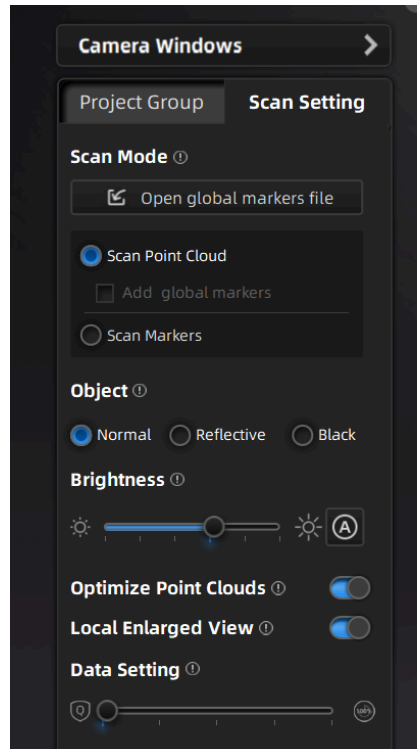 Camera Windows
Project Group Scan Setting
Scan Mode
Open global markers file
Scan Point Cloud
Add global markers
Scan Markers
Object
Normal Reflective Black
Brightness
A
Optimize Point Clouds
Local Enlarged View
Data Setting
Q 100%